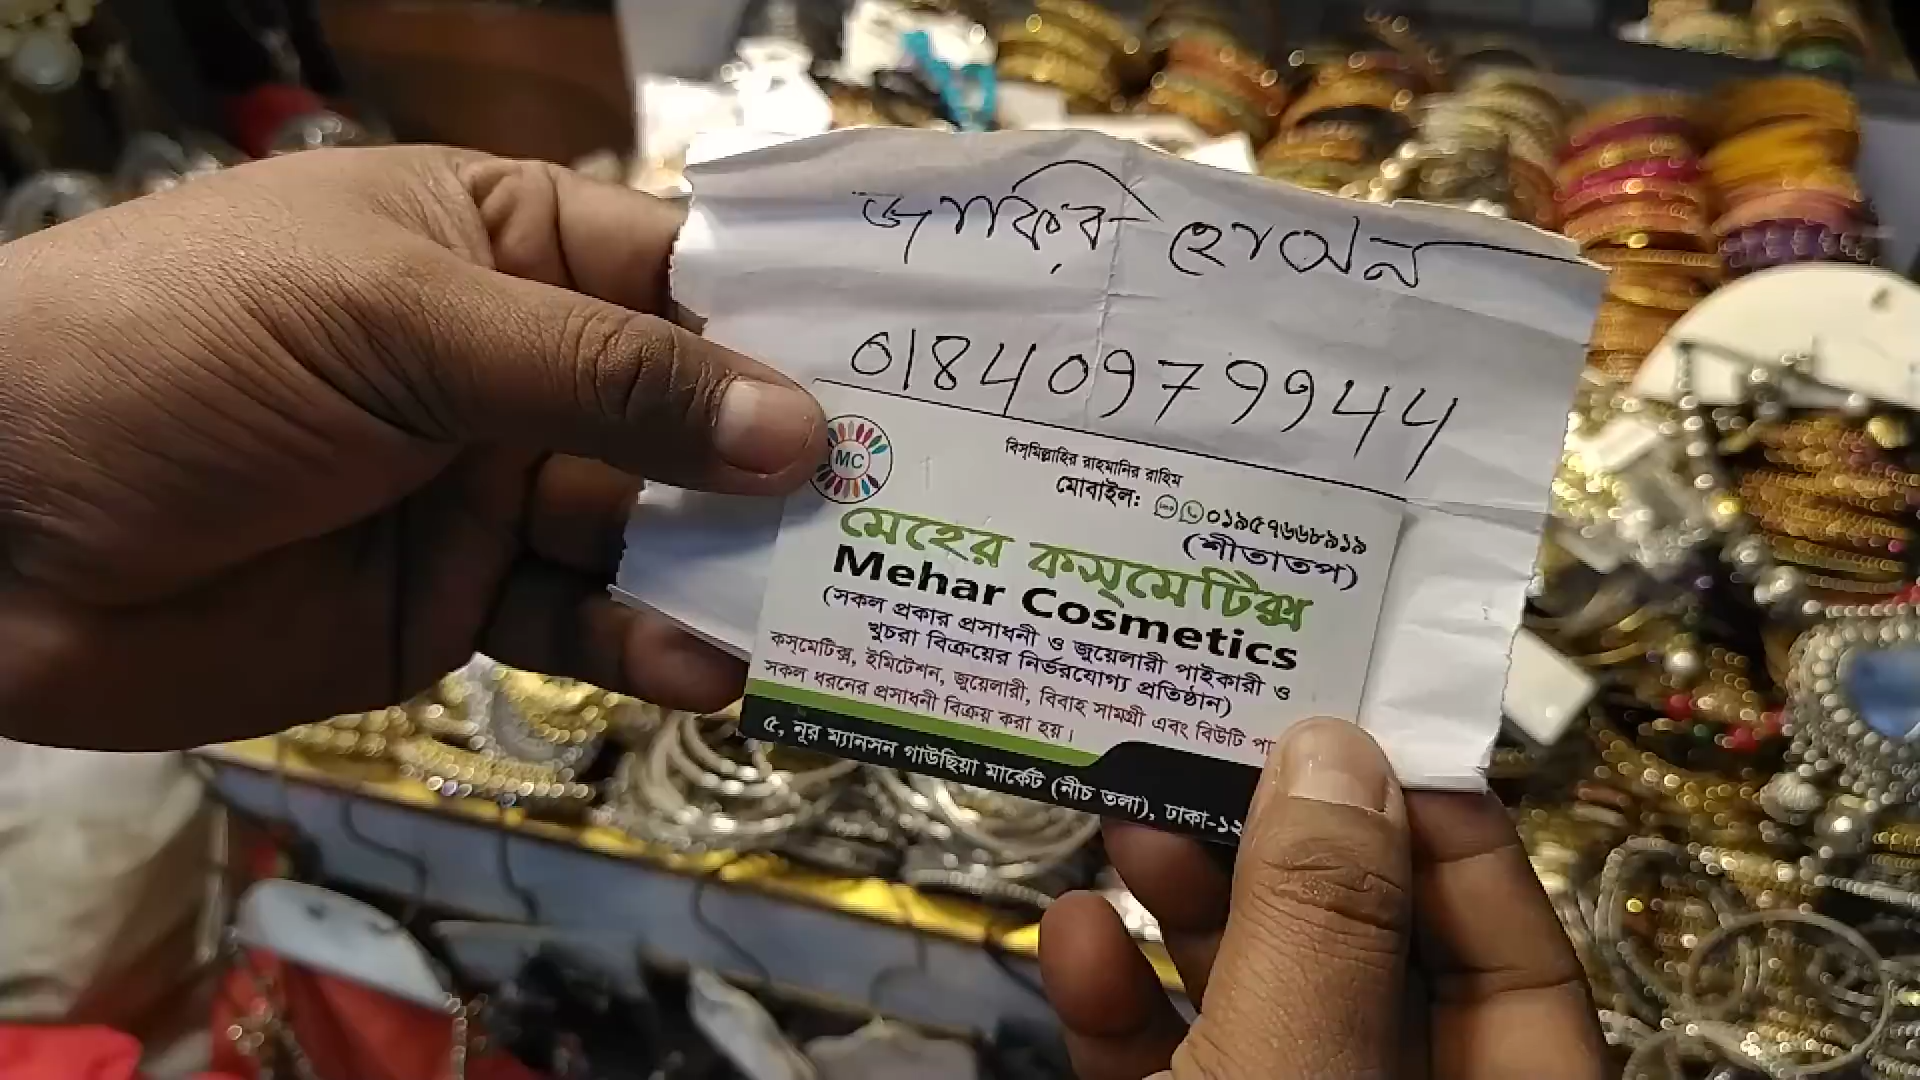 জাকির হোসেন
01840979944
MC
বিস্‌মিল্লাহির রাহমানির রাহিম
মোবাইল: ০১৯৫৭৬৬৮৯১৯
(শীতাতপ)
মেহের কস্‌মেটিক্স
Mehar Cosmetics
(সকল প্রকার প্রসাধনী ও জুয়েলারী পাইকারী ও
খুচরা বিক্রয়ের নির্ভরযোগ্য প্রতিষ্ঠান)
কস্‌মেটিক্স, ইমিটেশন, জুয়েলারী, বিবাহ সামগ্রী এবং বিউটি
সকল ধরনের প্রসাধনী বিক্রয় করা হয়।
৫, নূর ম্যানসন গাউছিয়া মার্কেট (নীচ তলা), ঢাকা-১২